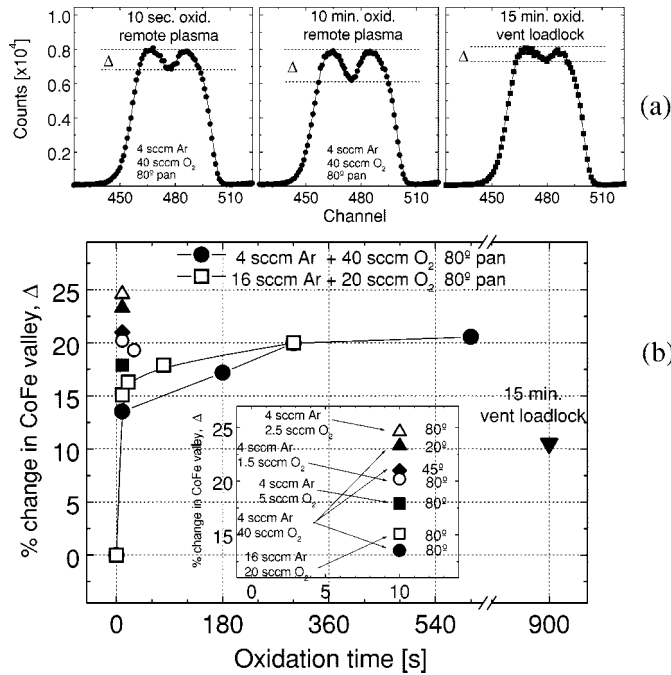 10 sec. oxid.
remote plasma
10 min. oxid.
remote plasma
15 min. oxid.
vent loadlock
Counts [x10⁴]
1.0
0.8
0.6
0.4
0.2
Δ
Δ
Δ
4 sccm Ar
40 sccm O₂
80º pan
4 sccm Ar
40 sccm O₂
80º pan
450 480 510
450 480 510
450 480 510
Channel
(a)
4 sccm Ar + 40 sccm O₂ 80º pan
16 sccm Ar + 20 sccm O₂ 80º pan
% change in CoFe valley, Δ
25
20
15
10
5
0
15 min.
vent loadlock
(b)
% change in CoFe valley, Δ
25
20
15
4 sccm Ar
2.5 sccm O₂
4 sccm Ar
1.5 sccm O₂
4 sccm Ar
5 sccm O₂
4 sccm Ar
40 sccm O₂
16 sccm Ar
20 sccm O₂
80º
20º
45º
80º
80º
80º
80º
0 5 10
0 180 360 540 900
Oxidation time [s]